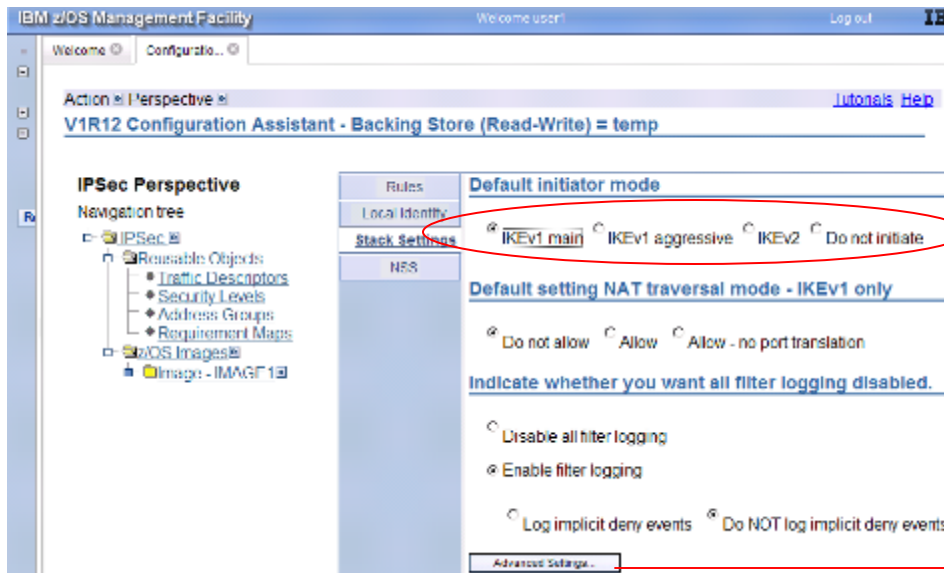 IBM z/OS Management Facility Welcome user1 Log out
Welcome Configuratio...
Action Perspective Tutorials Help
V1R12 Configuration Assistant - Backing Store (Read-Write) = temp
IPSec Perspective
Navigation tree
IPSec
Reusable Objects
Traffic Descriptors
Security Levels
Address Groups
Requirement Maps
z/OS Images
Image - IMAGE1
Rules
Local Identity
Stack Settings
NSS
Default initiator mode
IKEv1 main IKEv1 aggressive IKEv2 Do not initiate
Default setting NAT traversal mode - IKEv1 only
Do not allow Allow Allow - no port translation
Indicate whether you want all filter logging disabled.
Disable all filter logging
Enable filter logging
Log implicit deny events Do NOT log implicit deny events
Advanced Settings...